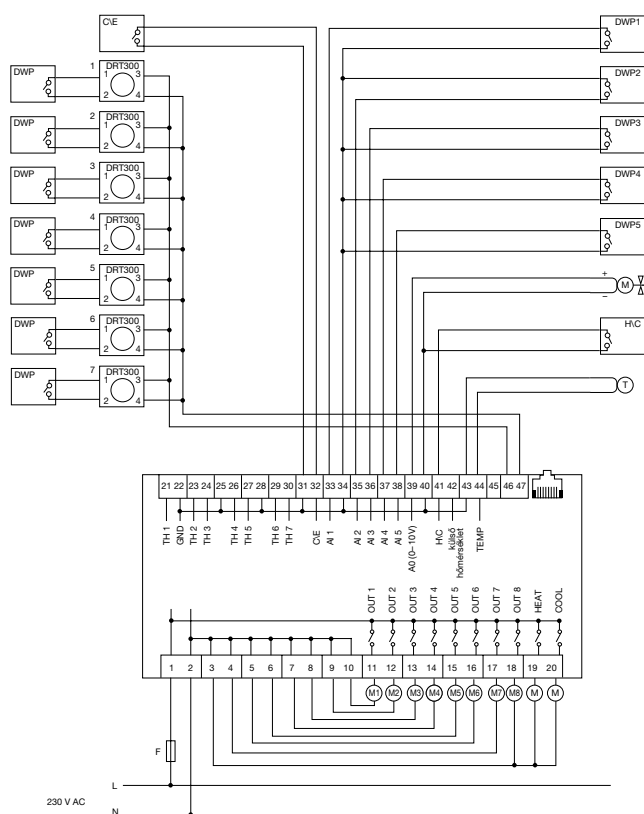 C\E
DWP1
DWP 1 DRT300 1 3 2 4
DWP2
DWP 2 DRT300 1 3 2 4
DWP3
DWP 3 DRT300 1 3 2 4
DWP4
DWP 4 DRT300 1 3 2 4
DWP5
DWP 5 DRT300 1 3 2 4
+ M −
DWP 6 DRT300 1 3 2 4
H\C
DWP 7 DRT300 1 3 2 4
T
21 22 23 24 25 26 27 28 29 30 31 32 33 34 35 36 37 38 39 40 41 42 43 44 45 46 47
TH 1
GND
TH 2
TH 3
TH 4
TH 5
TH 6
TH 7
C\E
AI 1
AI 2
AI 3
AI 4
AI 5
A0 (0–10 V)
H\C
külső
hőmérséklet
TEMP
OUT 1
OUT 2
OUT 3
OUT 4
OUT 5
OUT 6
OUT 7
OUT 8
HEAT
COOL
1 2 3 4 5 6 7 8 9 10 11 12 13 14 15 16 17 18 19 20
M1 M2 M3 M4 M5 M6 M7 M8 M M
F
L
230 V AC
N